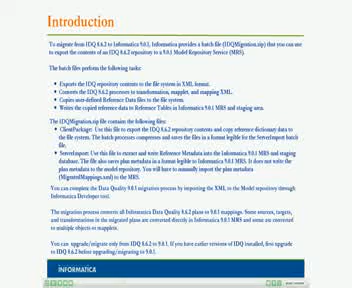 Introduction
To migrate from IDQ 8.6.2 to Informatica 9.0.1, Informatica provides a batch file (IDQMigration.zip) that you can
use to export the contents of an IDQ 8.6.2 repository to a 9.0.1 Model Repository Service (MRS)
The batch files perform the following tasks:
• Exports the IDQ repository contents to the file system in XML format.
• Converts the IDQ 8.6.2 processes to transformation, mapplet, and mapping XML.
• Copies user-defined Reference Data files to the file system.
• Writes the copied reference data to Reference Tables in Informatica 9.0.1 MRS and staging area.
The IDQMigration.zip file contains the following files:
• ClientPackage: Use this file to export the IDQ 8.6.2 repository contents and copy reference dictionary data to
the file system. The batch processes compresses and saves the files in a format legible for the ServerImport batch
file.
• ServerImport: Use this file to extract and write Reference Metadata into the Informatica 9.0.1 MRS and staging
database. The file also saves plan metadata in a format legible to Informatica 9.0.1 MRS. It does not write the
plan metadata to the model repository. You will have to manually import the plan metadata
(MigratedMappings.xml) to the MRS.
You can complete the Data Quality 9.0.1 migration process by importing the XML to the Model repository through
Informatica Developer tool.
The migration process converts all Informatica Data Quality 8.6.2 plans to 9.0.1 mappings. Some sources, targets,
and transformations in the migrated plans are converted directly in Informatica 9.0.1 MRS and some are converted
to multiple objects or mapplets.
You can upgrade/migrate only from IDQ 8.6.2 to 9.0.1. If you have earlier versions of IDQ installed, first upgrade
to IDQ 8.6.2 before upgrading/migrating to 9.0.1.
INFORMATICA